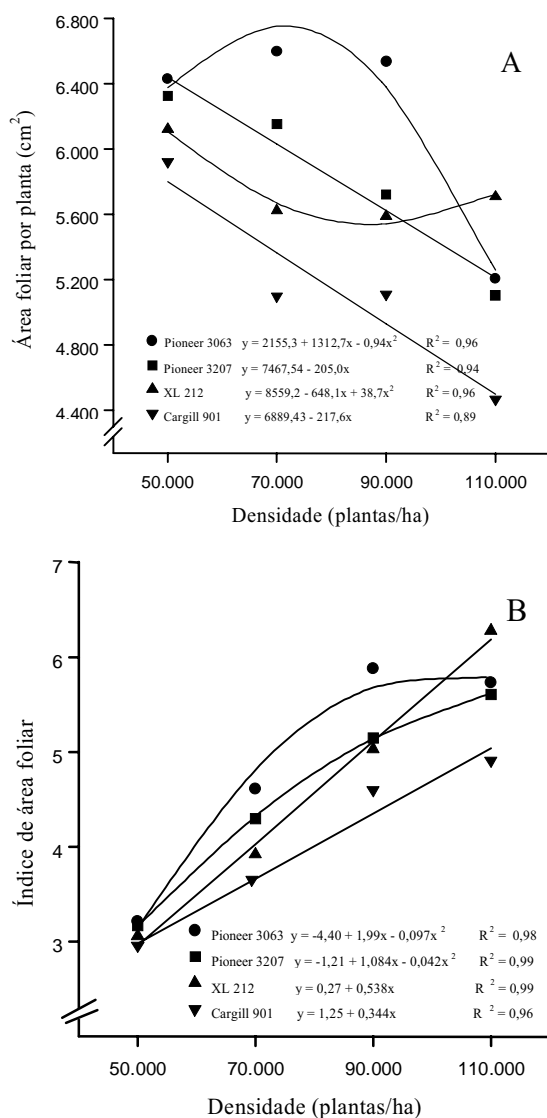 A
6.800
6.400
6.000
5.600
5.200
4.800
4.400
Área foliar por planta (cm²)
Pioneer 3063 y = 2155,3 + 1312,7x - 0,94x² R² = 0,96
Pioneer 3207 y = 7467,54 - 205,0x R² = 0,94
XL 212 y = 8559,2 - 648,1x + 38,7x² R² = 0,96
Cargill 901 y = 6889,43 - 217,6x R² = 0,89
50.000 70.000 90.000 110.000
Densidade (plantas/ha)
B
7
6
5
4
3
Índice de área foliar
Pioneer 3063 y = -4,40 + 1,99x - 0,097x² R² = 0,98
Pioneer 3207 y = -1,21 + 1,084x - 0,042x² R² = 0,99
XL 212 y = 0,27 + 0,538x R² = 0,99
Cargill 901 y = 1,25 + 0,344x R² = 0,96
50.000 70.000 90.000 110.000
Densidade (plantas/ha)